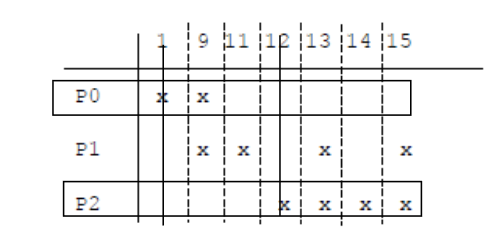 1 9 11 12 13 14 15
P0 x x
P1 x x x x
P2 x x x x